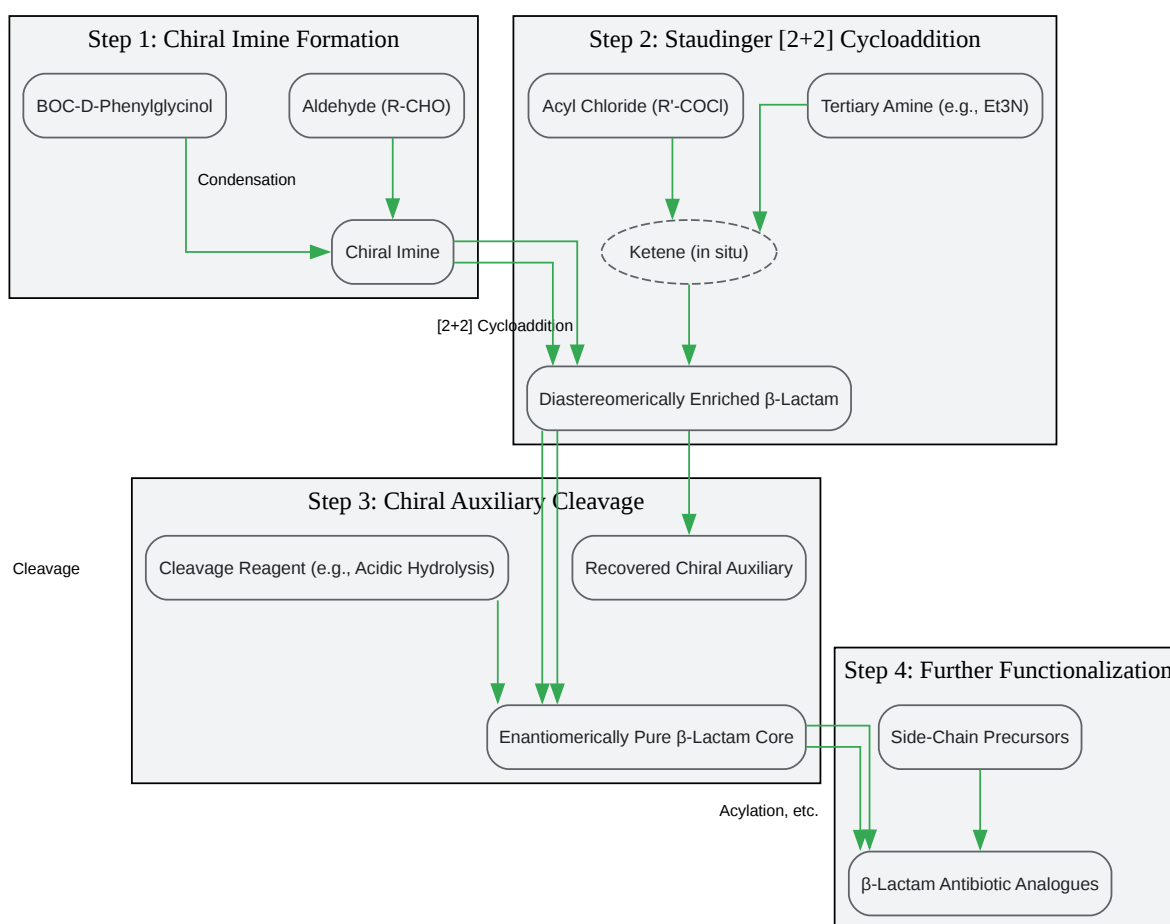 Step 1: Chiral Imine Formation
BOC-D-Phenylglycinol
Aldehyde (R-CHO)
Condensation
Chiral Imine
Step 2: Staudinger [2+2] Cycloaddition
Acyl Chloride (R'-COCl)
Tertiary Amine (e.g., Et3N)
Ketene (in situ)
[2+2] Cycloaddition
Diastereomerically Enriched β-Lactam
Step 3: Chiral Auxiliary Cleavage
Cleavage
Cleavage Reagent (e.g., Acidic Hydrolysis)
Recovered Chiral Auxiliary
Enantiomerically Pure β-Lactam Core
Step 4: Further Functionalization
Side-Chain Precursors
Acylation, etc.
β-Lactam Antibiotic Analogues